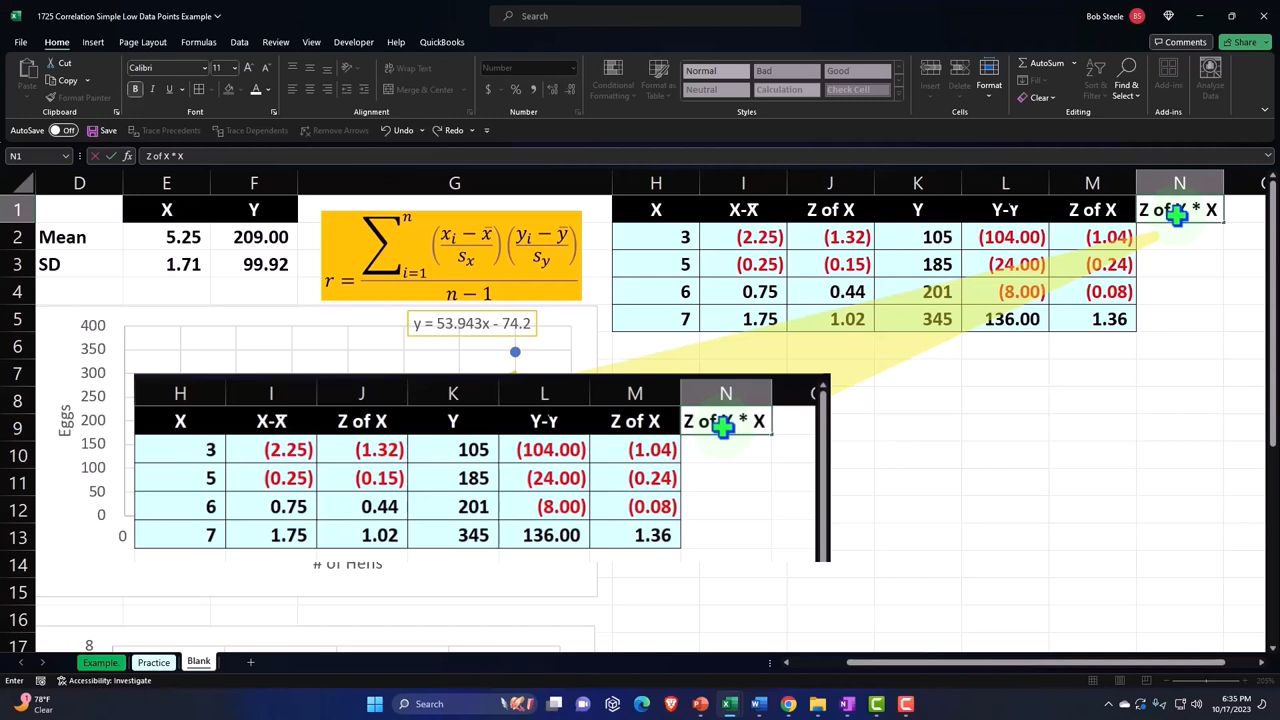 1725 Correlation Simple Low Data Points Example
Search
Bob Steele BS
File Home Insert Page Layout Formulas Data Review View Developer Help QuickBooks
Comments Share
Paste Cut Copy Format Painter Clipboard
Calibri 11 Font
Wrap Text Merge & Center Alignment
Number Number
Conditional Formatting Format as Table
Normal Bad Good
Neutral Calculation Check Cell
Styles
Insert Delete Format Cells
AutoSum Fill Clear Sort & Filter Find & Select Editing
Add-ins Add-ins
Analyze Data
AutoSave Off Save Trace Precedents Trace Dependents Remove Arrows Undo Redo
N1 fx Z of X * X
D E F G H I J K L M N
1 X Y X X-X̅ Z of X Y Y-Y̅ Z of X Z of X * X
2 Mean 5.25 209.00 3 (2.25) (1.32) 105 (104.00) (1.04)
3 SD 1.71 99.92 5 (0.25) (0.15) 185 (24.00) (0.24)
4 6 0.75 0.44 201 (8.00) (0.08)
5 7 1.75 1.02 345 136.00 1.36
r = ∑ i=1 n (xi − x̄ / sx) (yi − ȳ / sy) / n − 1
y = 53.943x - 74.2
400
350
300
250
200
150
100
50
0
0
Eggs
# of Hens
8
6
7
8
9
10
11
12
13
14
15
16
17
H I J K L M N
X X-X̅ Z of X Y Y-Y̅ Z of X Z of X * X
3 (2.25) (1.32) 105 (104.00) (1.04)
5 (0.25) (0.15) 185 (24.00) (0.24)
6 0.75 0.44 201 (8.00) (0.08)
7 1.75 1.02 345 136.00 1.36
Example Practice Blank
Enter Accessibility: Investigate
205%
78°F
Clear
Search
6:35 PM
10/17/2023